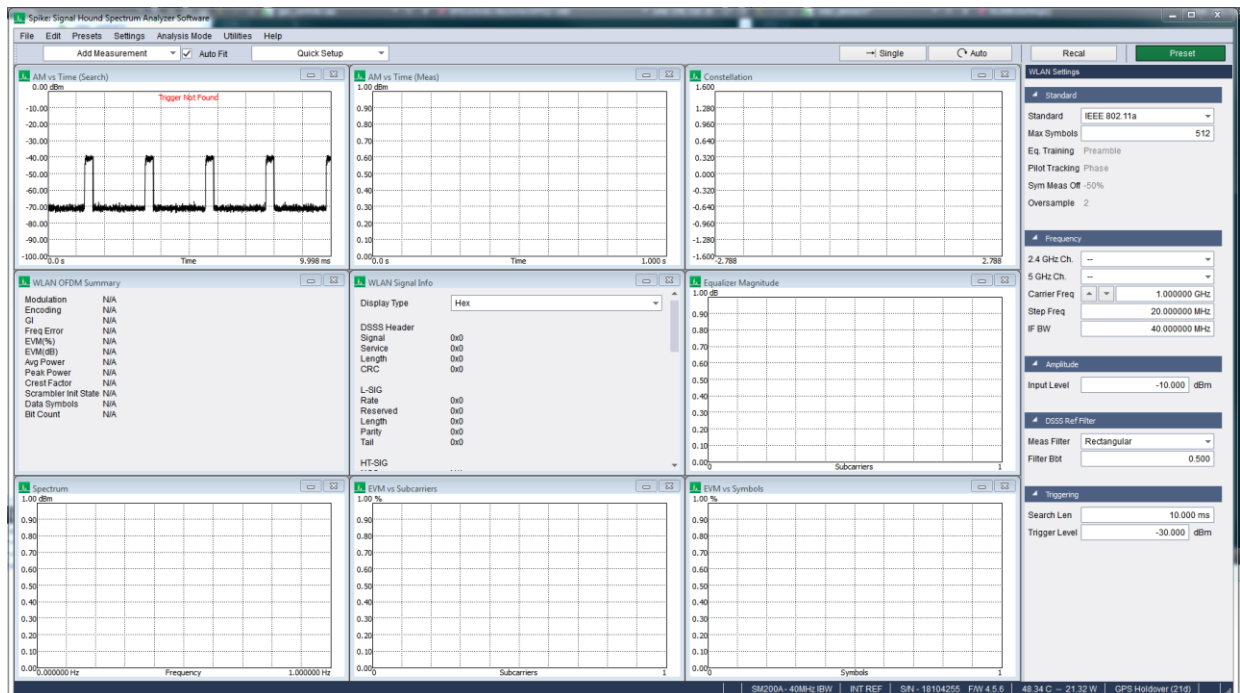 Spike: Signal Hound Spectrum Analyzer Software
File Edit Presets Settings Analysis Mode Utilities Help
Add Measurement Auto Fit Quick Setup Single Auto Recal Preset
AM vs Time (Search)
0.00 dBm
Trigger Not Found
-10.00
-20.00
-30.00
-40.00
-50.00
-60.00
-70.00
-80.00
-90.00
-100.00
0.0 s Time 9.998 ms
AM vs Time (Meas)
1.00 dBm
0.90
0.80
0.70
0.60
0.50
0.40
0.30
0.20
0.10
0.00
0.0 s Time 1.000 s
Constellation
1.600
1.280
0.960
0.640
0.320
0.000
-0.320
-0.640
-0.960
-1.280
-1.600
-2.788 2.788
WLAN OFDM Summary
Modulation N/A
Encoding N/A
GI N/A
Freq Error N/A
EVM(%) N/A
EVM(dB) N/A
Avg Power N/A
Peak Power N/A
Crest Factor N/A
Scrambler Init State N/A
Data Symbols N/A
Bit Count N/A
WLAN Signal Info
Display Type Hex
DSSS Header
Signal 0x0
Service 0x0
Length 0x0
CRC 0x0
L-SIG
Rate 0x0
Reserved 0x0
Length 0x0
Parity 0x0
Tail 0x0
HT-SIG
Equalizer Magnitude
1.00 dB
0.90
0.80
0.70
0.60
0.50
0.40
0.30
0.20
0.10
0.00
0 Subcarriers 1
Spectrum
1.00 dBm
0.90
0.80
0.70
0.60
0.50
0.40
0.30
0.20
0.10
0.00
0.000000 Hz Frequency 1.000000 Hz
EVM vs Subcarriers
1.00 %
0.90
0.80
0.70
0.60
0.50
0.40
0.30
0.20
0.10
0.00
0 Subcarriers 1
EVM vs Symbols
1.00 %
0.90
0.80
0.70
0.60
0.50
0.40
0.30
0.20
0.10
0.00
0 Symbols 1
WLAN Settings
Standard
Standard IEEE 802.11a
Max Symbols 512
Eq. Training Preamble
Pilot Tracking Phase
Sym Meas Off -50%
Oversample 2
Frequency
2.4 GHz Ch. --
5 GHz Ch. --
Carrier Freq 1.000000 GHz
Step Freq 20.000000 MHz
IF BW 40.000000 MHz
Amplitude
Input Level -10.000 dBm
DSSS Ref Filter
Meas Filter Rectangular
Filter Bbt 0.500
Triggering
Search Len 10.000 ms
Trigger Level -30.000 dBm
SM200A - 40MHz IBW INT REF S/N - 18104255 F/W 4.5.6 48.34 C -- 21.32 W GPS Holdover (21d)